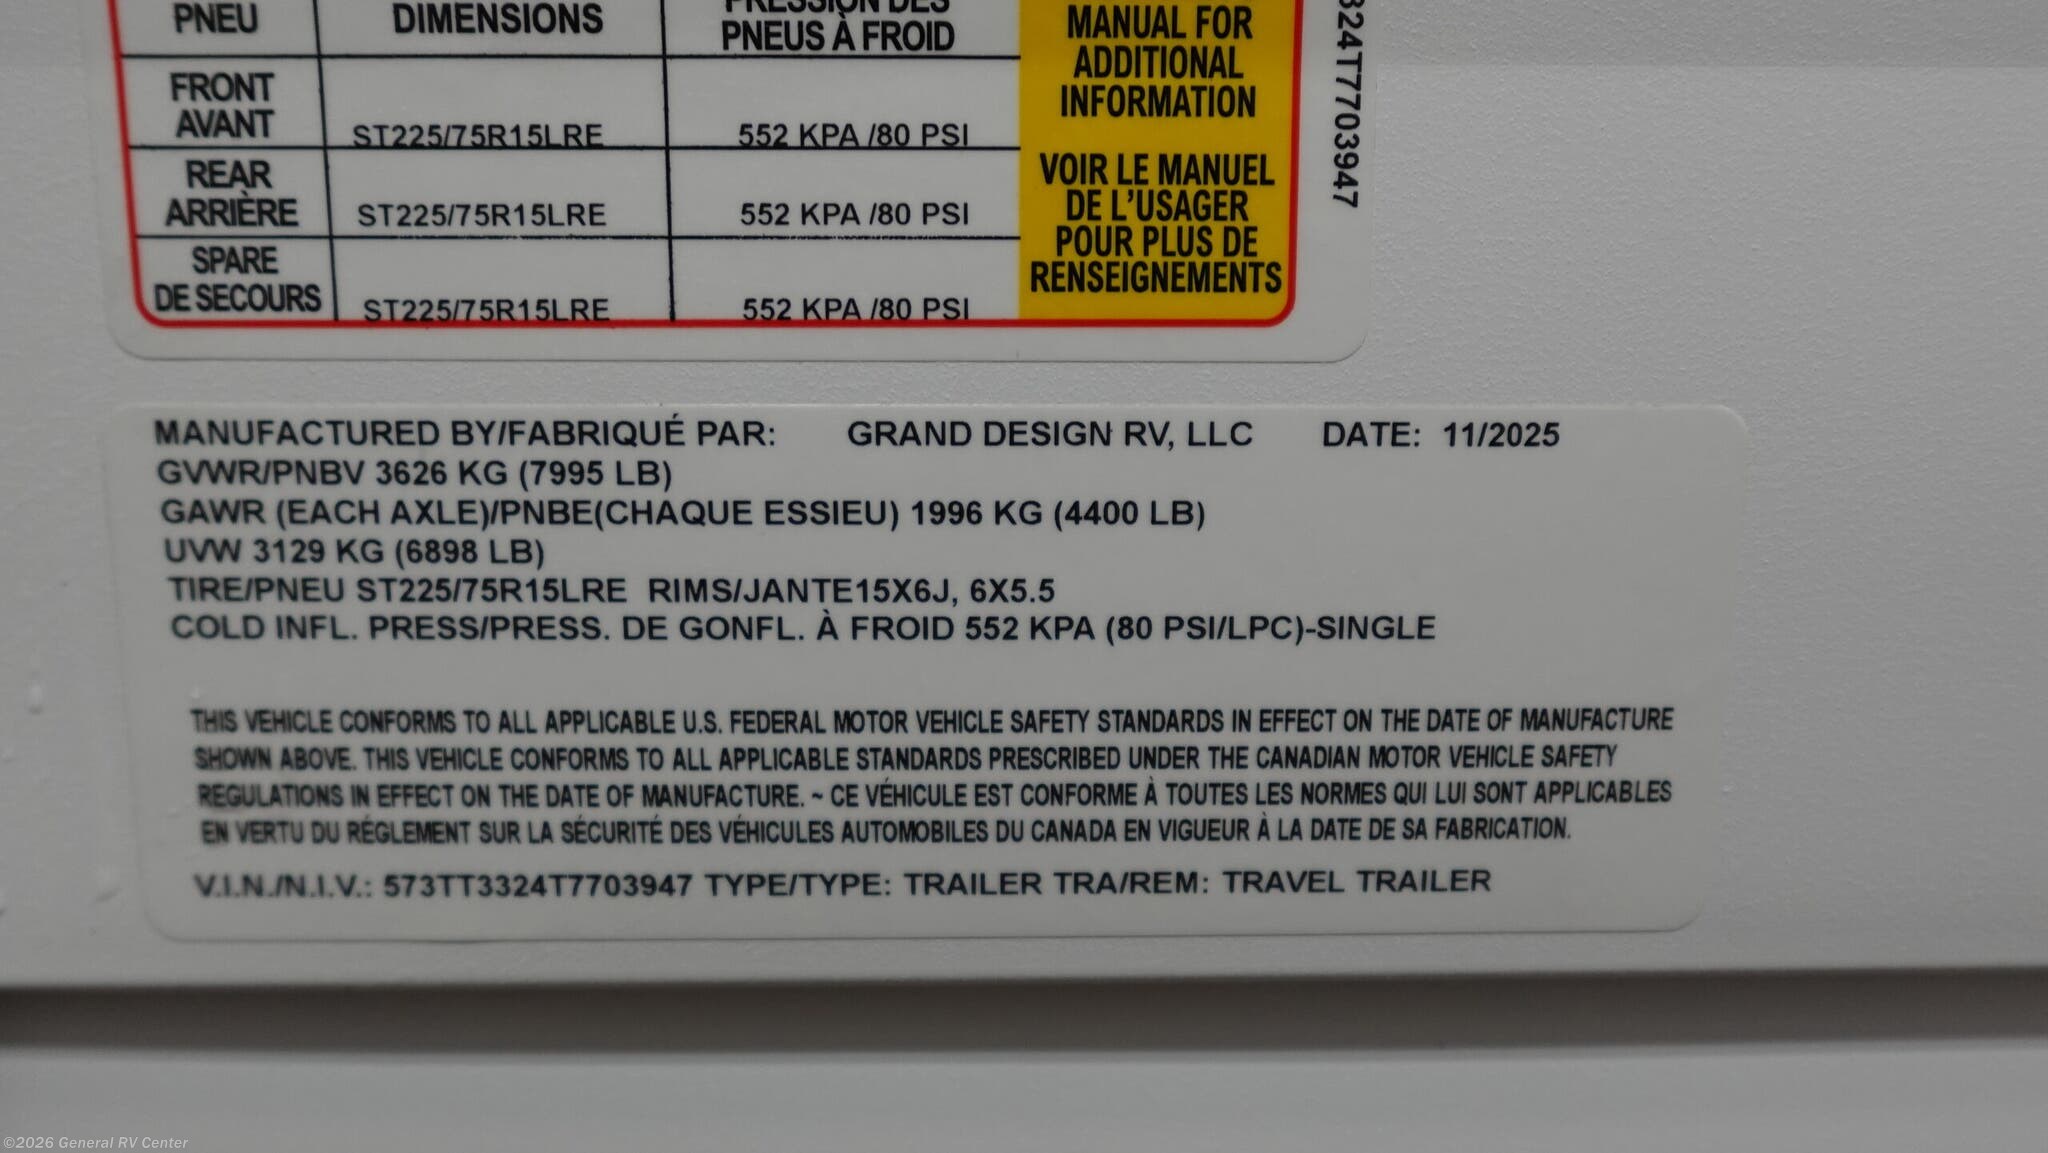 PNEU DIMENSIONS PRESSION DES
PNEUS À FROID
MANUAL FOR
ADDITIONAL
INFORMATION
FRONT
AVANT ST225/75R15LRE 552 KPA /80 PSI
REAR
ARRIÈRE ST225/75R15LRE 552 KPA /80 PSI
SPARE
DE SECOURS ST225/75R15LRE 552 KPA /80 PSI
VOIR LE MANUEL
DE L'USAGER
POUR PLUS DE
RENSEIGNEMENTS
324T7703947
MANUFACTURED BY/FABRIQUÉ PAR: GRAND DESIGN RV, LLC DATE: 11/2025
GVWR/PNBV 3626 KG (7995 LB)
GAWR (EACH AXLE)/PNBE(CHAQUE ESSIEU) 1996 KG (4400 LB)
UVW 3129 KG (6898 LB)
TIRE/PNEU ST225/75R15LRE RIMS/JANTE15X6J, 6X5.5
COLD INFL. PRESS/PRESS. DE GONFL. À FROID 552 KPA (80 PSI/LPC)-SINGLE
THIS VEHICLE CONFORMS TO ALL APPLICABLE U.S. FEDERAL MOTOR VEHICLE SAFETY STANDARDS IN EFFECT ON THE DATE OF MANUFACTURE
SHOWN ABOVE. THIS VEHICLE CONFORMS TO ALL APPLICABLE STANDARDS PRESCRIBED UNDER THE CANADIAN MOTOR VEHICLE SAFETY
REGULATIONS IN EFFECT ON THE DATE OF MANUFACTURE. ~ CE VÉHICULE EST CONFORME À TOUTES LES NORMES QUI LUI SONT APPLICABLES
EN VERTU DU RÉGLEMENT SUR LA SÉCURITÉ DES VÉHICULES AUTOMOBILES DU CANADA EN VIGUEUR À LA DATE DE SA FABRICATION.
V.I.N./N.I.V.: 573TT3324T7703947 TYPE/TYPE: TRAILER TRA/REM: TRAVEL TRAILER
©2026 General RV Center